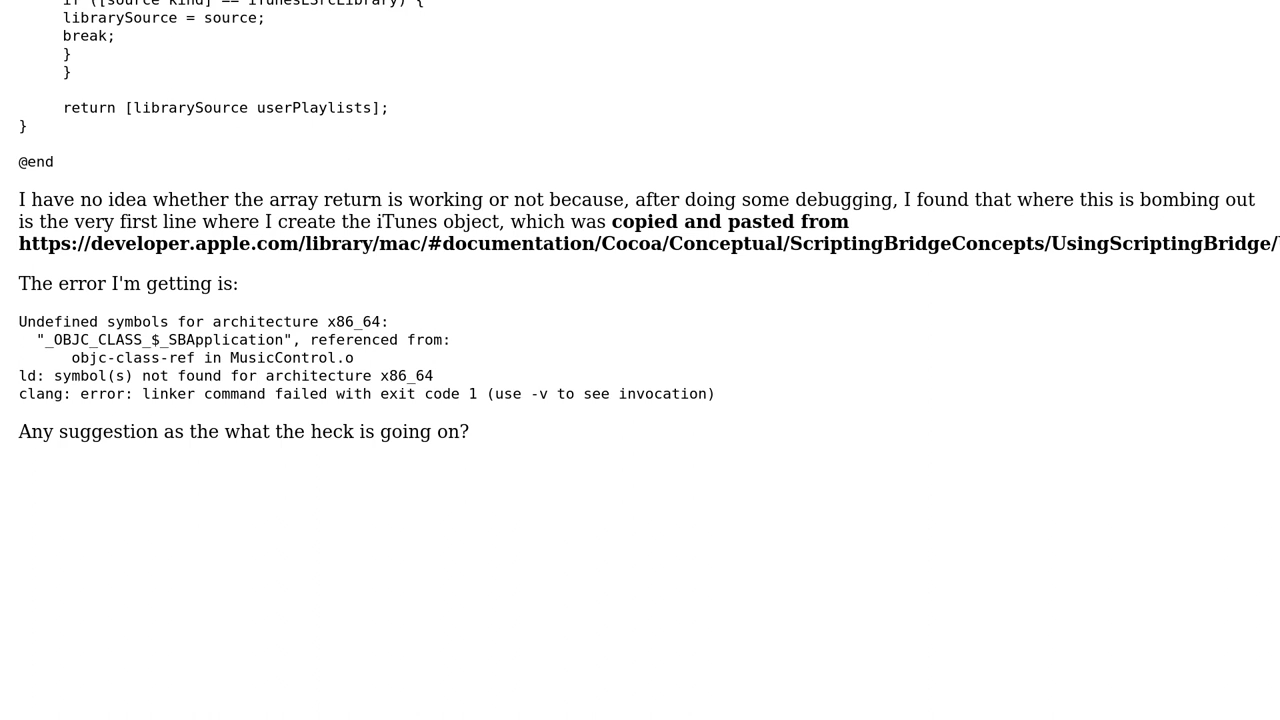 if ([source kind] == iTunesESrcLibrary) {
librarySource = source;
break;
}
}
return [librarySource userPlaylists];
}
@end
I have no idea whether the array return is working or not because, after doing some debugging, I found that where this is bombing out
is the very first line where I create the iTunes object, which was copied and pasted from
https://developer.apple.com/library/mac/#documentation/Cocoa/Conceptual/ScriptingBridgeConcepts/UsingScriptingBridge/
The error I'm getting is:
Undefined symbols for architecture x86_64:
"_OBJC_CLASS_$_SBApplication", referenced from:
objc-class-ref in MusicControl.o
ld: symbol(s) not found for architecture x86_64
clang: error: linker command failed with exit code 1 (use -v to see invocation)
Any suggestion as the what the heck is going on?